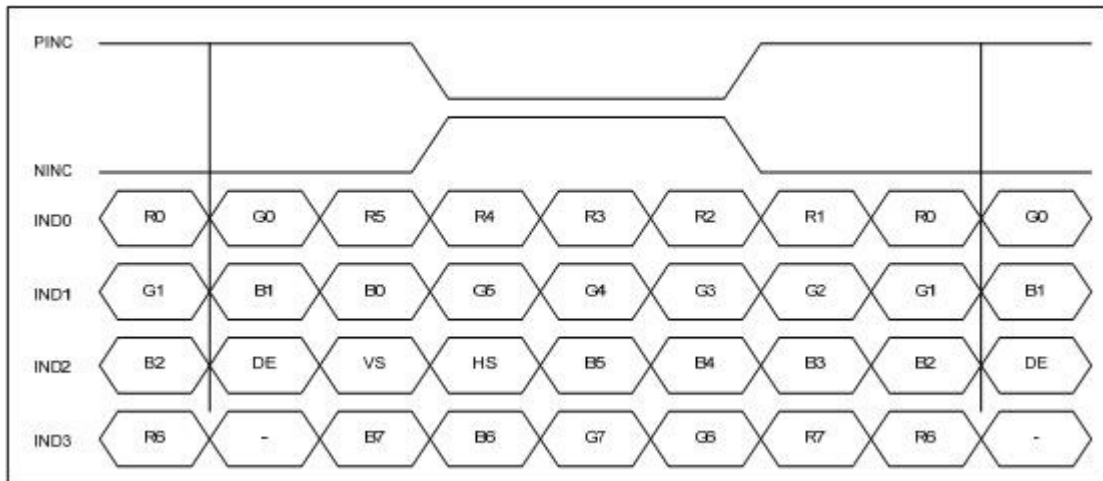 PINC
NINC
IND0 R0 G0 R5 R4 R3 R2 R1 R0 G0
IND1 G1 B1 B0 G5 G4 G3 G2 G1 B1
IND2 B2 DE VS HS B5 B4 B3 B2 DE
IND3 R6 - B7 B6 G7 G6 R7 R6 -